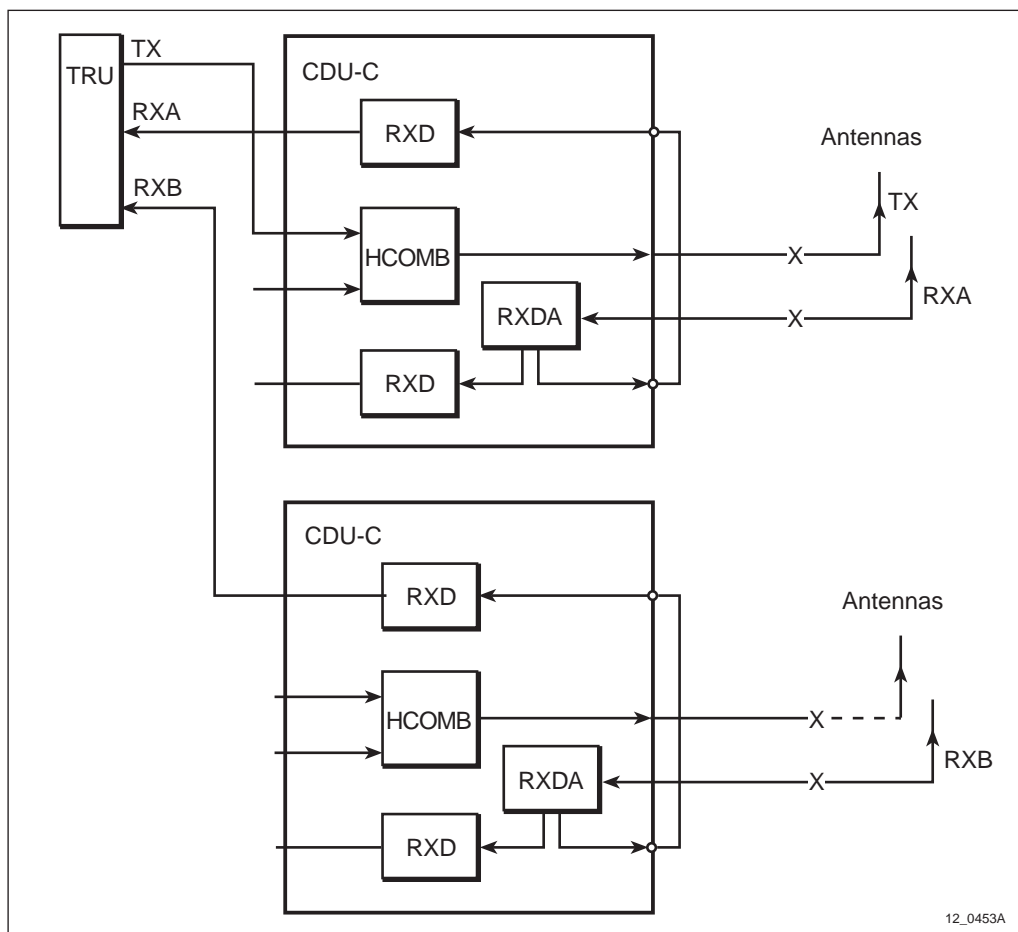 TRU
TX
RXA
RXB
CDU-C
RXD
HCOMB
RXDA
RXD
Antennas
TX
X
RXA
X
CDU-C
RXD
HCOMB
RXDA
RXD
Antennas
X
RXB
X
12_0453A